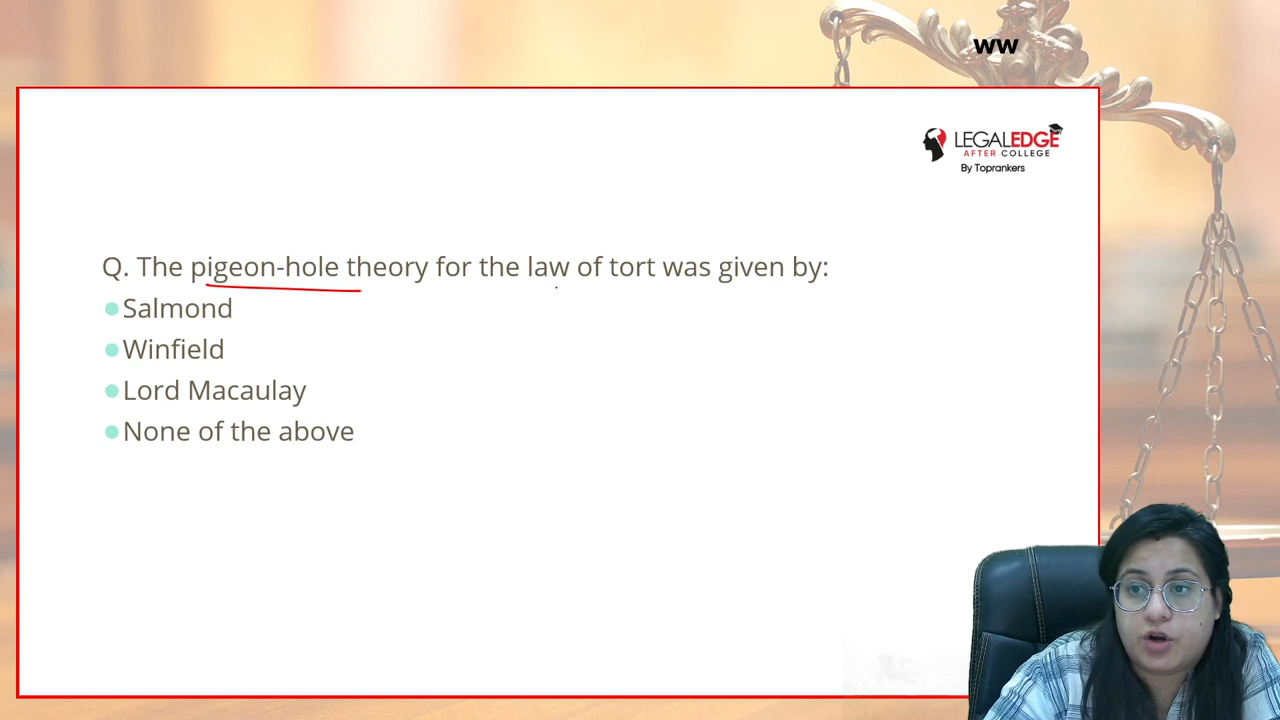 ww
LEGALEDGE
AFTER COLLEGE
By Toprankers
Q. The pigeon-hole theory for the law of tort was given by:
Salmond
Winfield
Lord Macaulay
None of the above